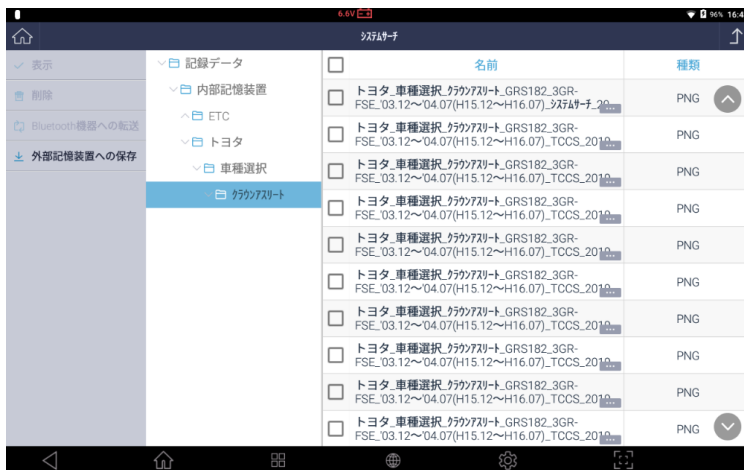 6.6V
96% 16:4
ｼｽﾃﾑｻｰﾁ
表示
削除
Bluetooth機器への転送
外部記憶装置への保存
記録データ
内部記憶装置
ETC
トヨタ
車種選択
ｸﾗｳﾝｱｽﾘｰﾄ
名前
種類
トヨタ_車種選択_ｸﾗｳﾝｱｽﾘｰﾄ_GRS182_3GR-
FSE_'03.12〜'04.07(H15.12〜H16.07)_ｼｽﾃﾑｻｰﾁ_20...
PNG
トヨタ_車種選択_ｸﾗｳﾝｱｽﾘｰﾄ_GRS182_3GR-
FSE_'03.12〜'04.07(H15.12〜H16.07)_TCCS_2019...
PNG
トヨタ_車種選択_ｸﾗｳﾝｱｽﾘｰﾄ_GRS182_3GR-
FSE_'03.12〜'04.07(H15.12〜H16.07)_TCCS_2019...
PNG
トヨタ_車種選択_ｸﾗｳﾝｱｽﾘｰﾄ_GRS182_3GR-
FSE_'03.12〜'04.07(H15.12〜H16.07)_TCCS_2019...
PNG
トヨタ_車種選択_ｸﾗｳﾝｱｽﾘｰﾄ_GRS182_3GR-
FSE_'03.12〜'04.07(H15.12〜H16.07)_TCCS_2019...
PNG
トヨタ_車種選択_ｸﾗｳﾝｱｽﾘｰﾄ_GRS182_3GR-
FSE_'03.12〜'04.07(H15.12〜H16.07)_TCCS_2019...
PNG
トヨタ_車種選択_ｸﾗｳﾝｱｽﾘｰﾄ_GRS182_3GR-
FSE_'03.12〜'04.07(H15.12〜H16.07)_TCCS_2019...
PNG
トヨタ_車種選択_ｸﾗｳﾝｱｽﾘｰﾄ_GRS182_3GR-
FSE_'03.12〜'04.07(H15.12〜H16.07)_TCCS_2019...
PNG
トヨタ_車種選択_ｸﾗｳﾝｱｽﾘｰﾄ_GRS182_3GR-
FSE_'03.12〜'04.07(H15.12〜H16.07)_TCCS_2019...
PNG
トヨタ_車種選択_ｸﾗｳﾝｱｽﾘｰﾄ_GRS182_3GR-
FSE_'03.12〜'04.07(H15.12〜H16.07)_TCCS_2019...
PNG